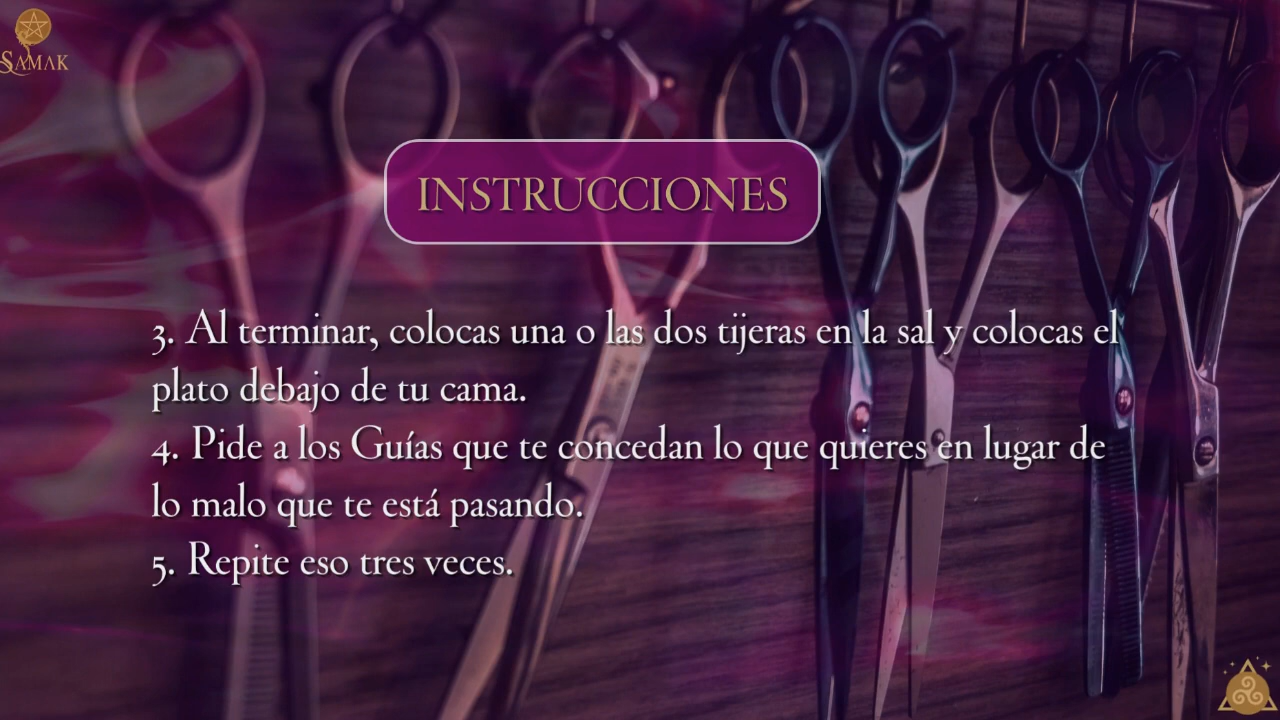 SAMAK
INSTRUCCIONES
3. Al terminar, colocas una o las dos tijeras en la sal y colocas el
plato debajo de tu cama.
4. Pide a los Guías que te concedan lo que quieres en lugar de
lo malo que te está pasando.
5. Repite eso tres veces.